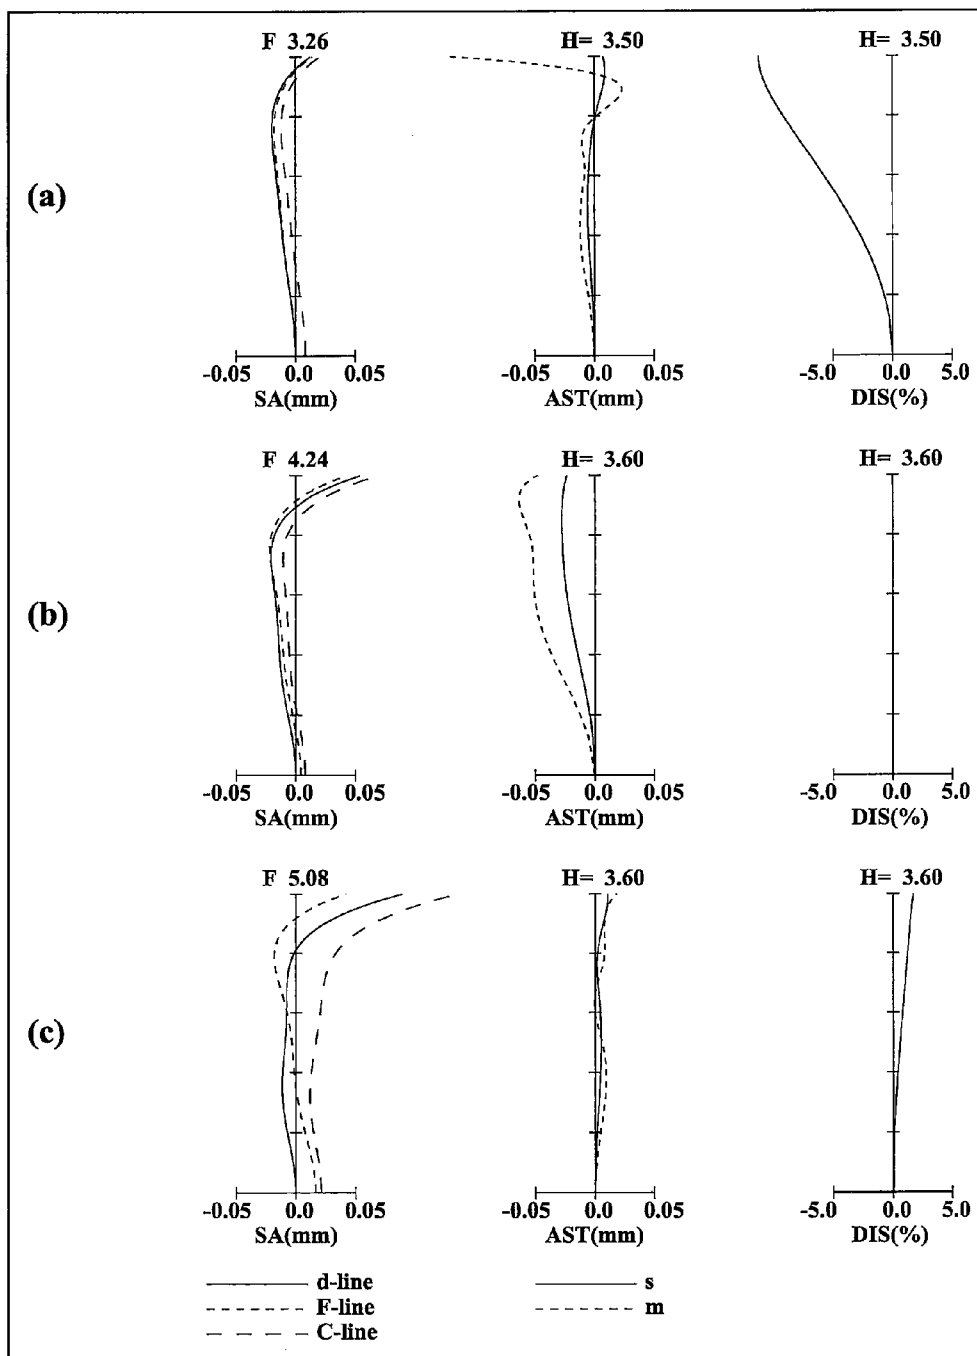 (a)
F 3.26
H= 3.50
H= 3.50
-0.05 0.0 0.05
-0.05 0.0 0.05
-5.0 0.0 5.0
SA(mm)
AST(mm)
DIS(%)
(b)
F 4.24
H= 3.60
H= 3.60
-0.05 0.0 0.05
-0.05 0.0 0.05
-5.0 0.0 5.0
SA(mm)
AST(mm)
DIS(%)
(c)
F 5.08
H= 3.60
H= 3.60
-0.05 0.0 0.05
-0.05 0.0 0.05
-5.0 0.0 5.0
SA(mm)
AST(mm)
DIS(%)
d-line
F-line
C-line
s
m